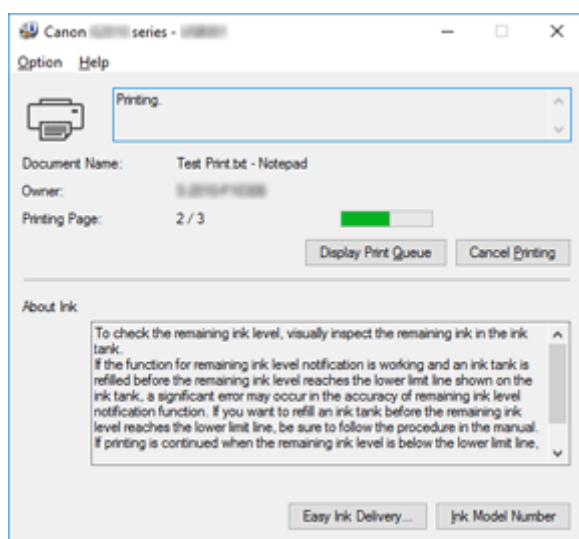 Canon series -
Option Help
Printing.
Document Name: Test Print.txt - Notepad
Owner:
Printing Page: 2 / 3
Display Print Queue Cancel Printing
About Ink
To check the remaining ink level, visually inspect the remaining ink in the ink
tank.
If the function for remaining ink level notification is working and an ink tank is
refilled before the remaining ink level reaches the lower limit line shown on the
ink tank, a significant error may occur in the accuracy of remaining ink level
notification function. If you want to refill an ink tank before the remaining ink
level reaches the lower limit line, be sure to follow the procedure in the manual.
If printing is continued when the remaining ink level is below the lower limit line,
Easy Ink Delivery... Ink Model Number